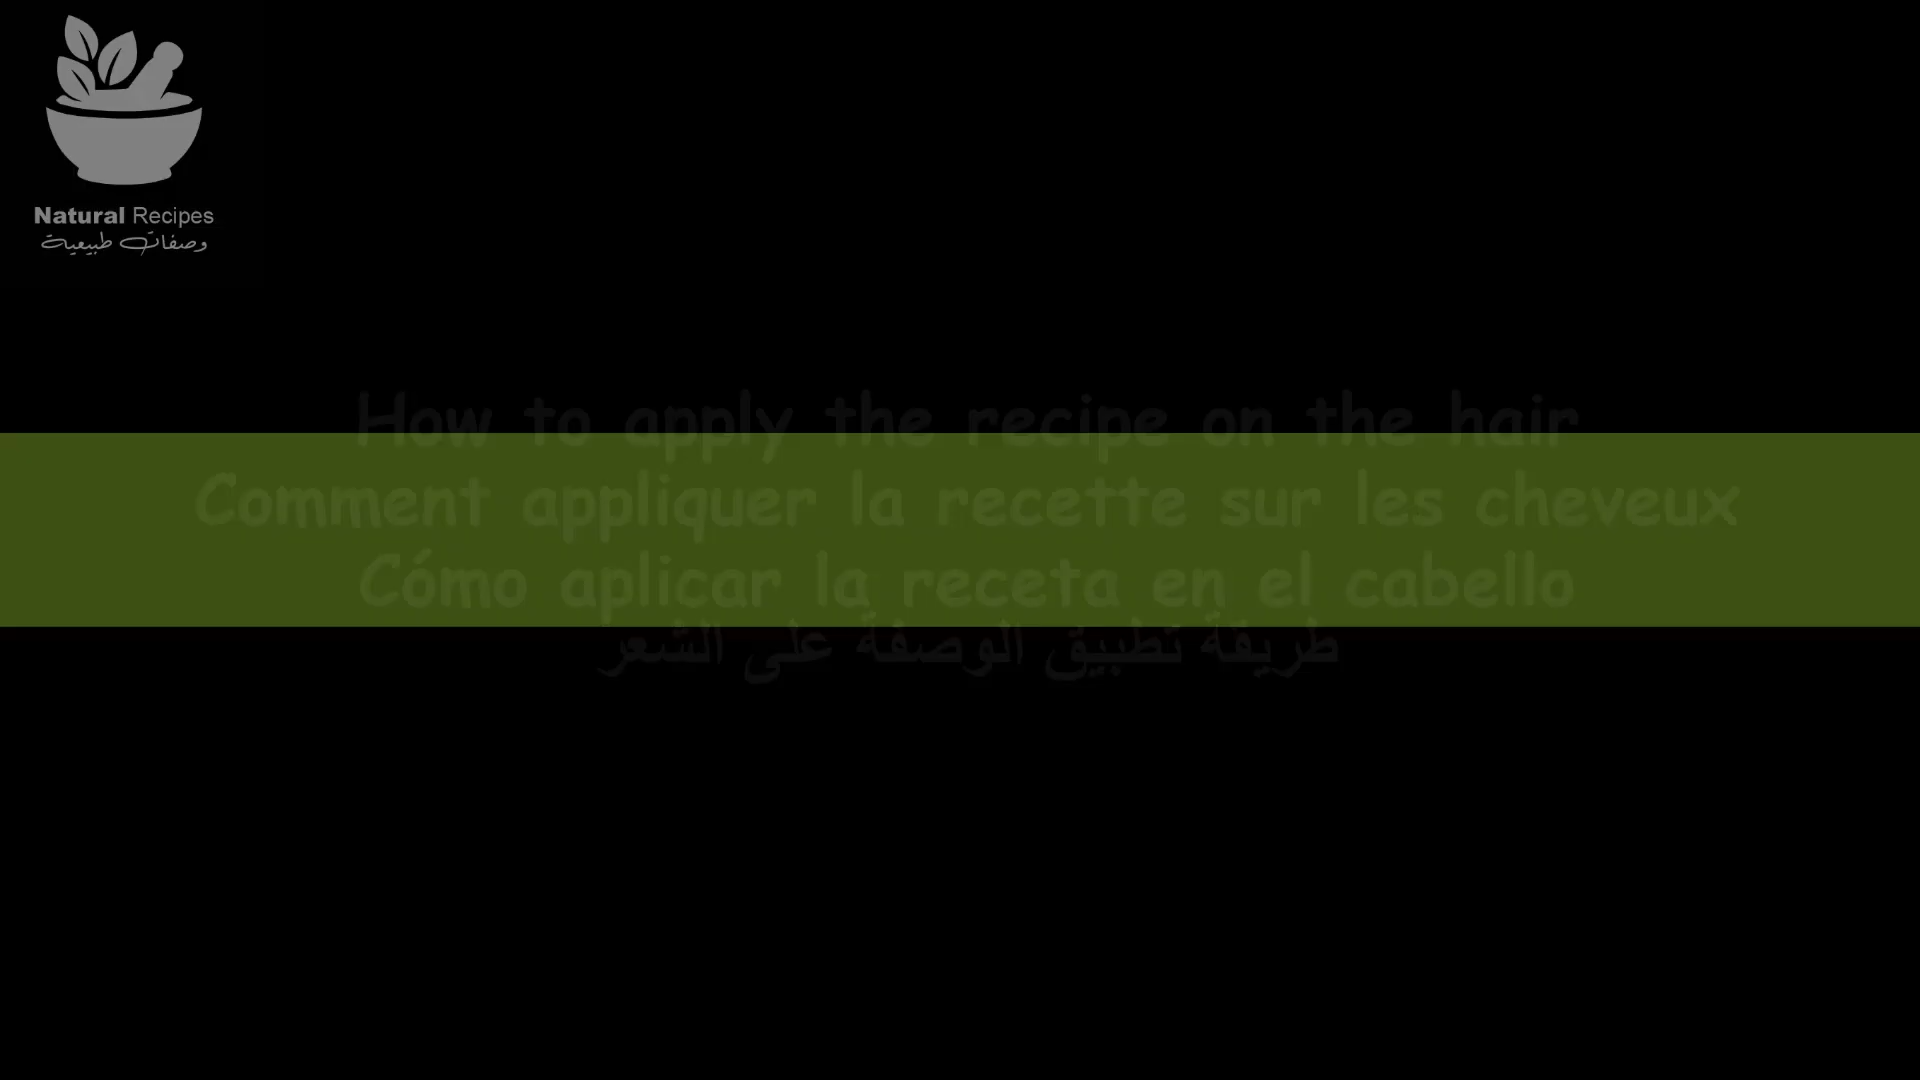 Natural Recipes
وصفات طبيعية
How to apply the recipe on the hair
Comment appliquer la recette sur les cheveux
Cómo aplicar la receta en el cabello
طريقة تطبيق الوصفة على الشعر